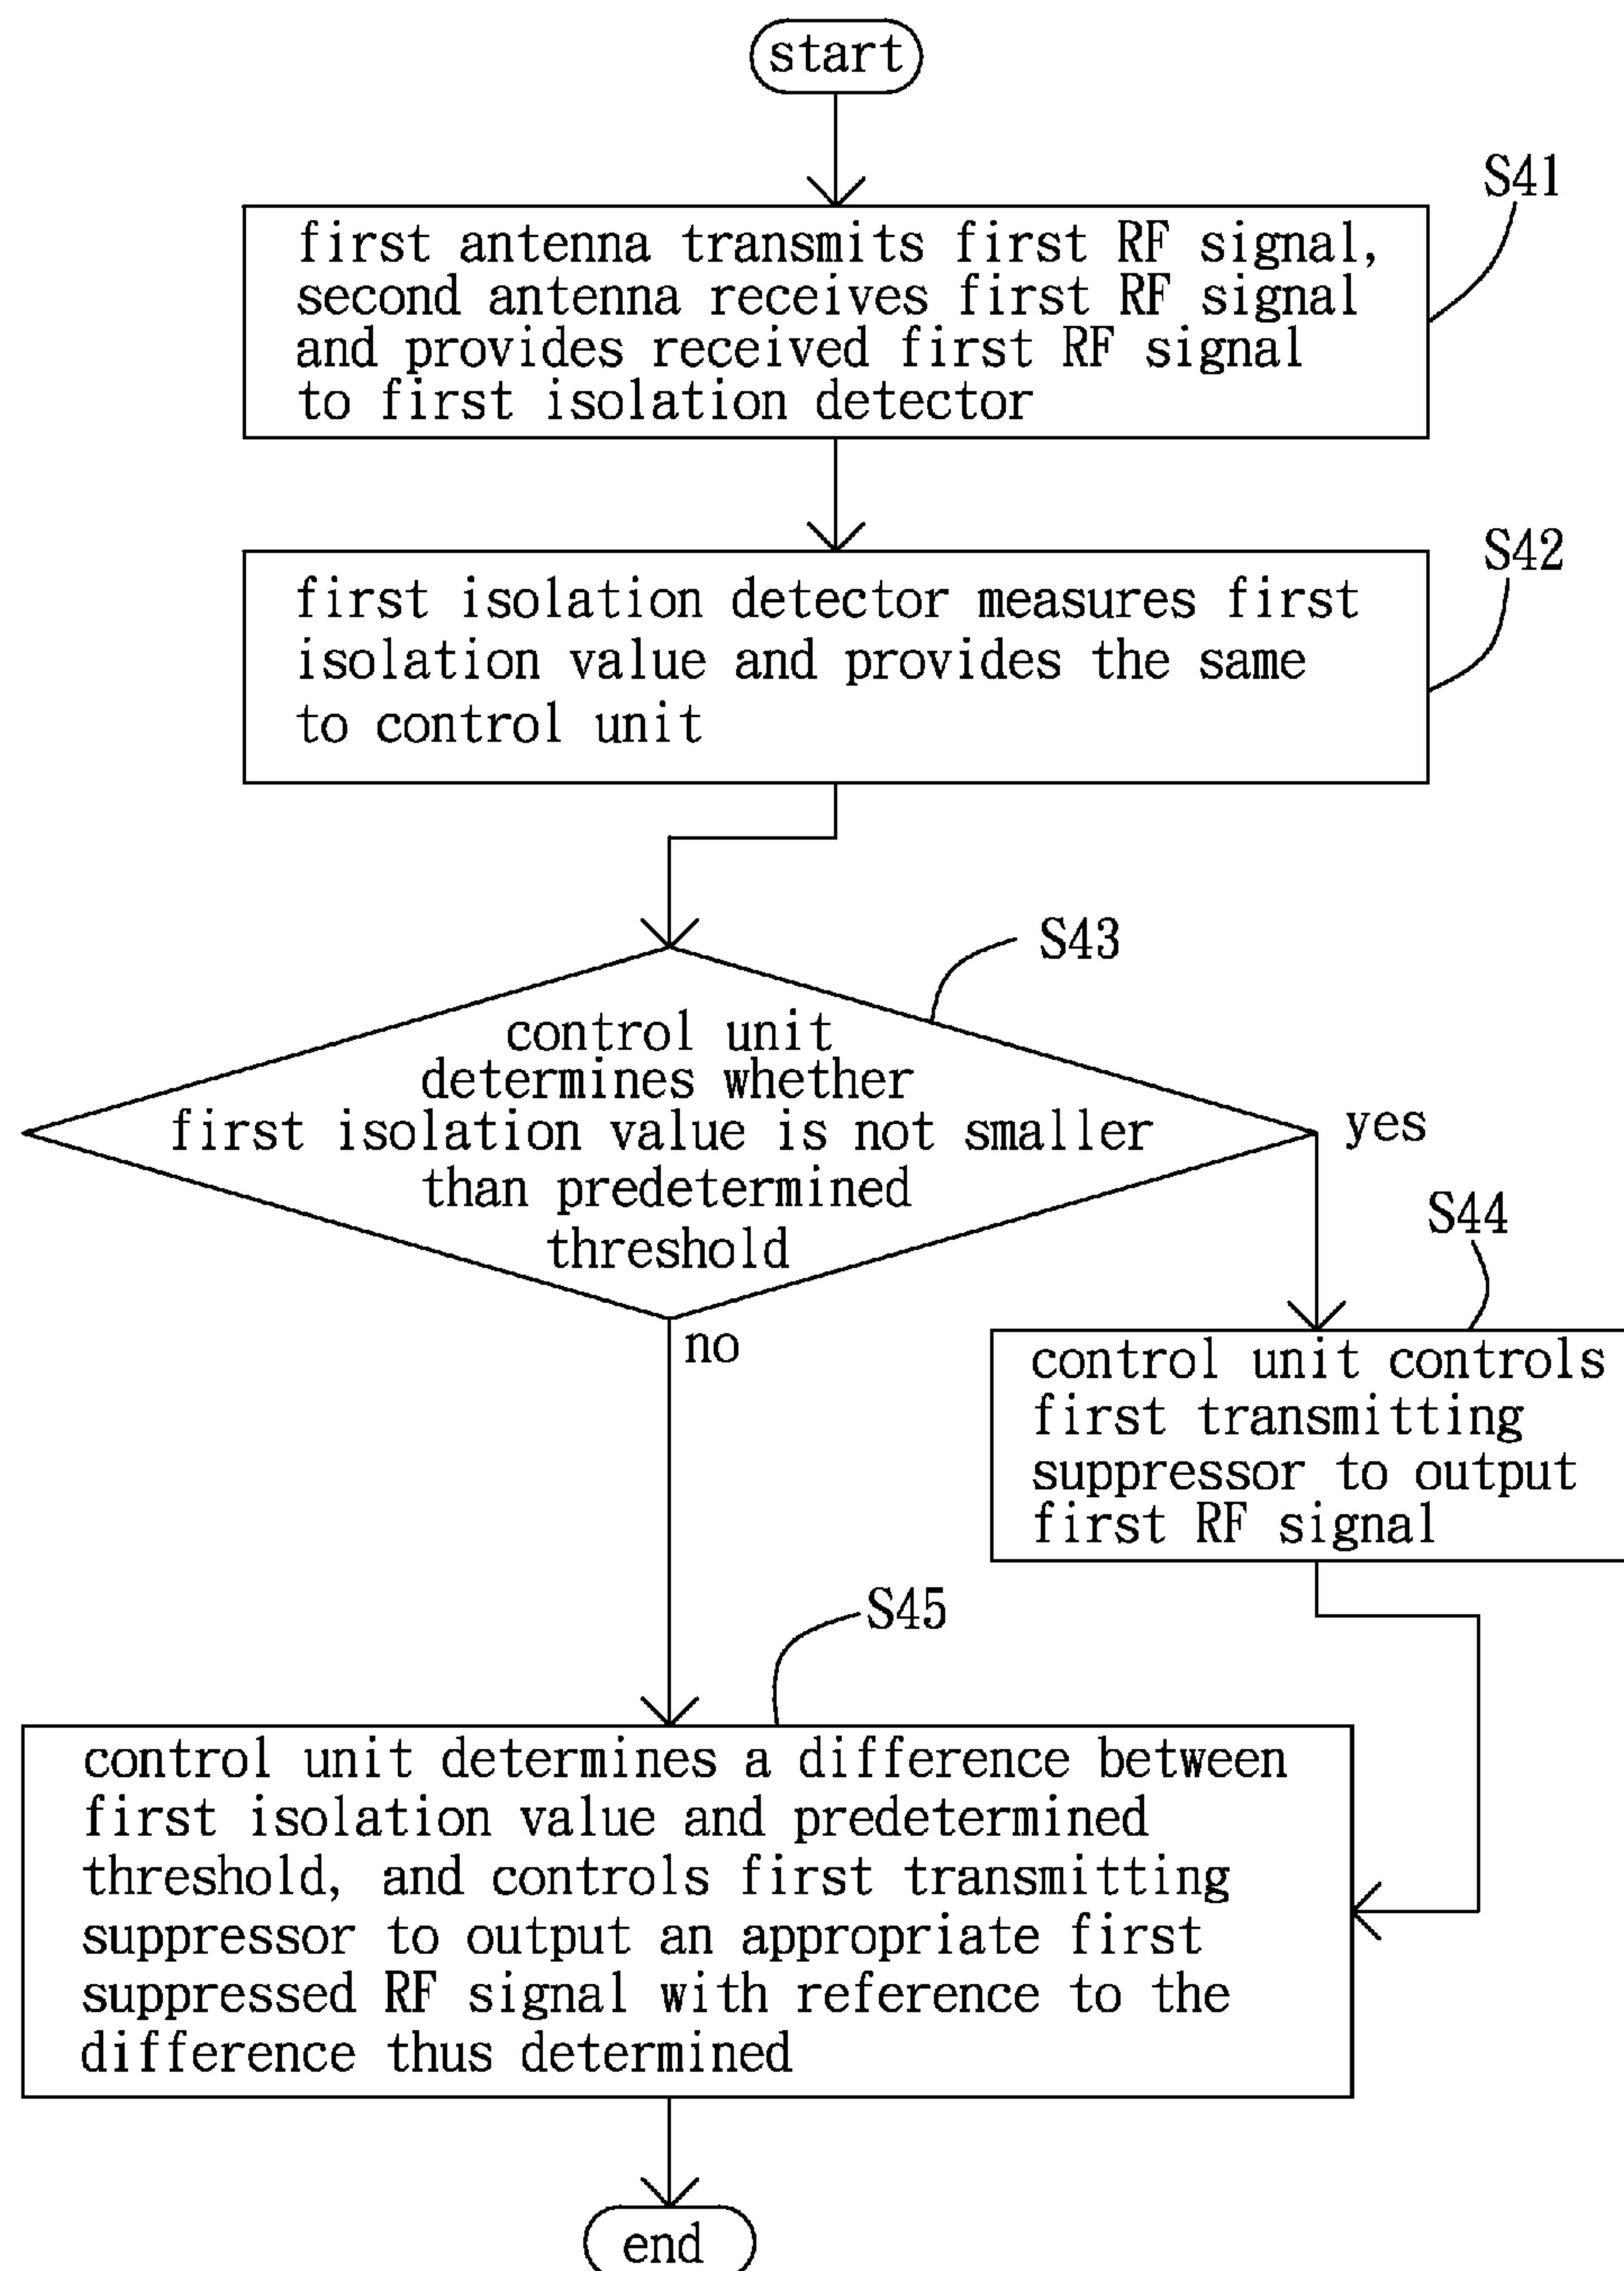 start
S41
first antenna transmits first RF signal,
second antenna receives first RF signal
and provides received first RF signal
to first isolation detector
S42
first isolation detector measures first
isolation value and provides the same
to control unit
S43
control unit
determines whether
first isolation value is not smaller
than predetermined
threshold
yes
no
S44
control unit controls
first transmitting
suppressor to output
first RF signal
S45
control unit determines a difference between
first isolation value and predetermined
threshold, and controls first transmitting
suppressor to output an appropriate first
suppressed RF signal with reference to the
difference thus determined
end